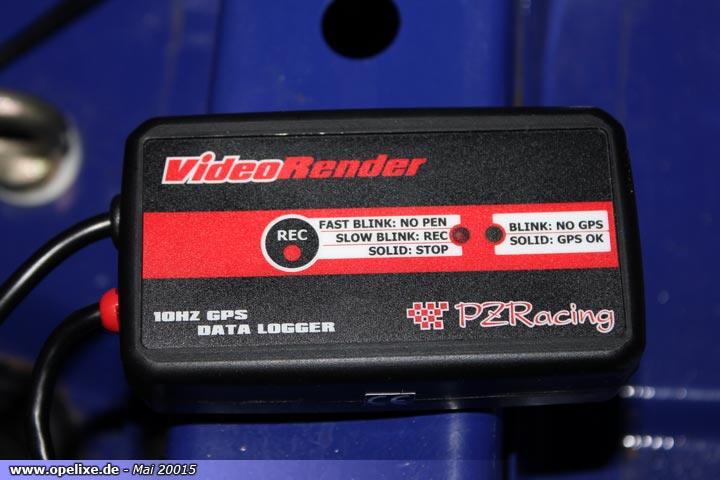 VideoRender
REC
FAST BLINK: NO PEN
SLOW BLINK: REC
SOLID: STOP
BLINK: NO GPS
SOLID: GPS OK
10HZ GPS
DATA LOGGER
PZRacing
CE
www.opelixe.de - Mai 20015